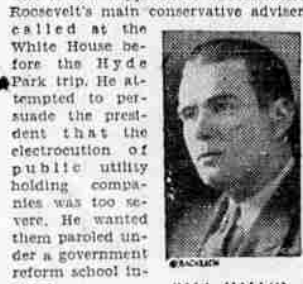 Roosevelt's main conservative adviser
called at the
White House be-
fore the Hyde
Park trip. He at-
tempted to per-
suade the presi-
dent that the
electrocution of
public utility
holding compa-
nies was too se-
vere. He wanted
them paroled un-
der a government
reform school in-
©BACHRACH